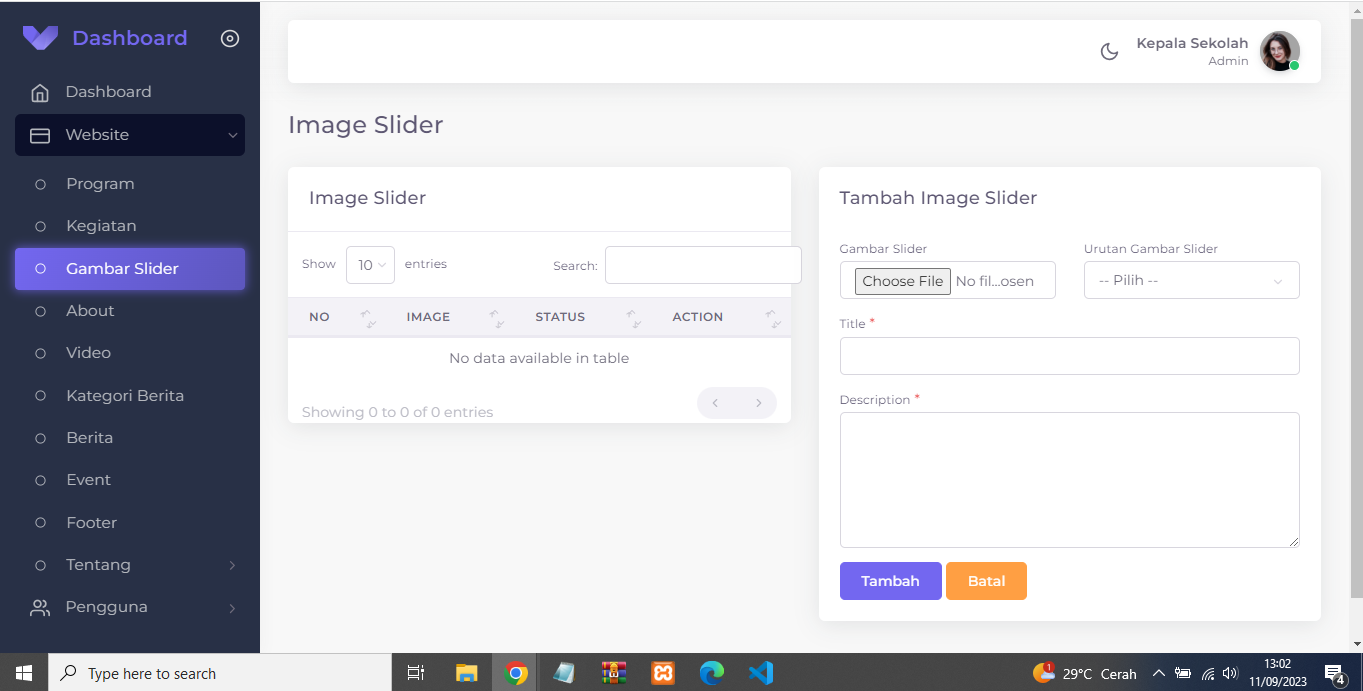 Dashboard
Kepala Sekolah
Admin
Dashboard
Website
Program
Kegiatan
Gambar Slider
About
Video
Kategori Berita
Berita
Event
Footer
Tentang
Pengguna
Image Slider
Image Slider
Show 10 entries Search:
NO IMAGE STATUS ACTION
No data available in table
Showing 0 to 0 of 0 entries
Tambah Image Slider
Gambar Slider Urutan Gambar Slider
Choose File No fil...osen -- Pilih --
Title *
Description *
Tambah Batal
Type here to search
1
29°C Cerah
13:02
11/09/2023
4